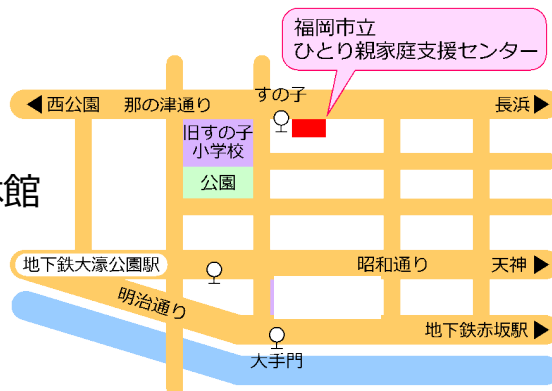 福岡市立
ひとり親家庭支援センター
すの子
◀西公園
那の津通り
長浜▶
旧すの子
小学校
公園
館
地下鉄大濠公園駅
昭和通り
天神▶
明治通り
地下鉄赤坂駅▶
大手門